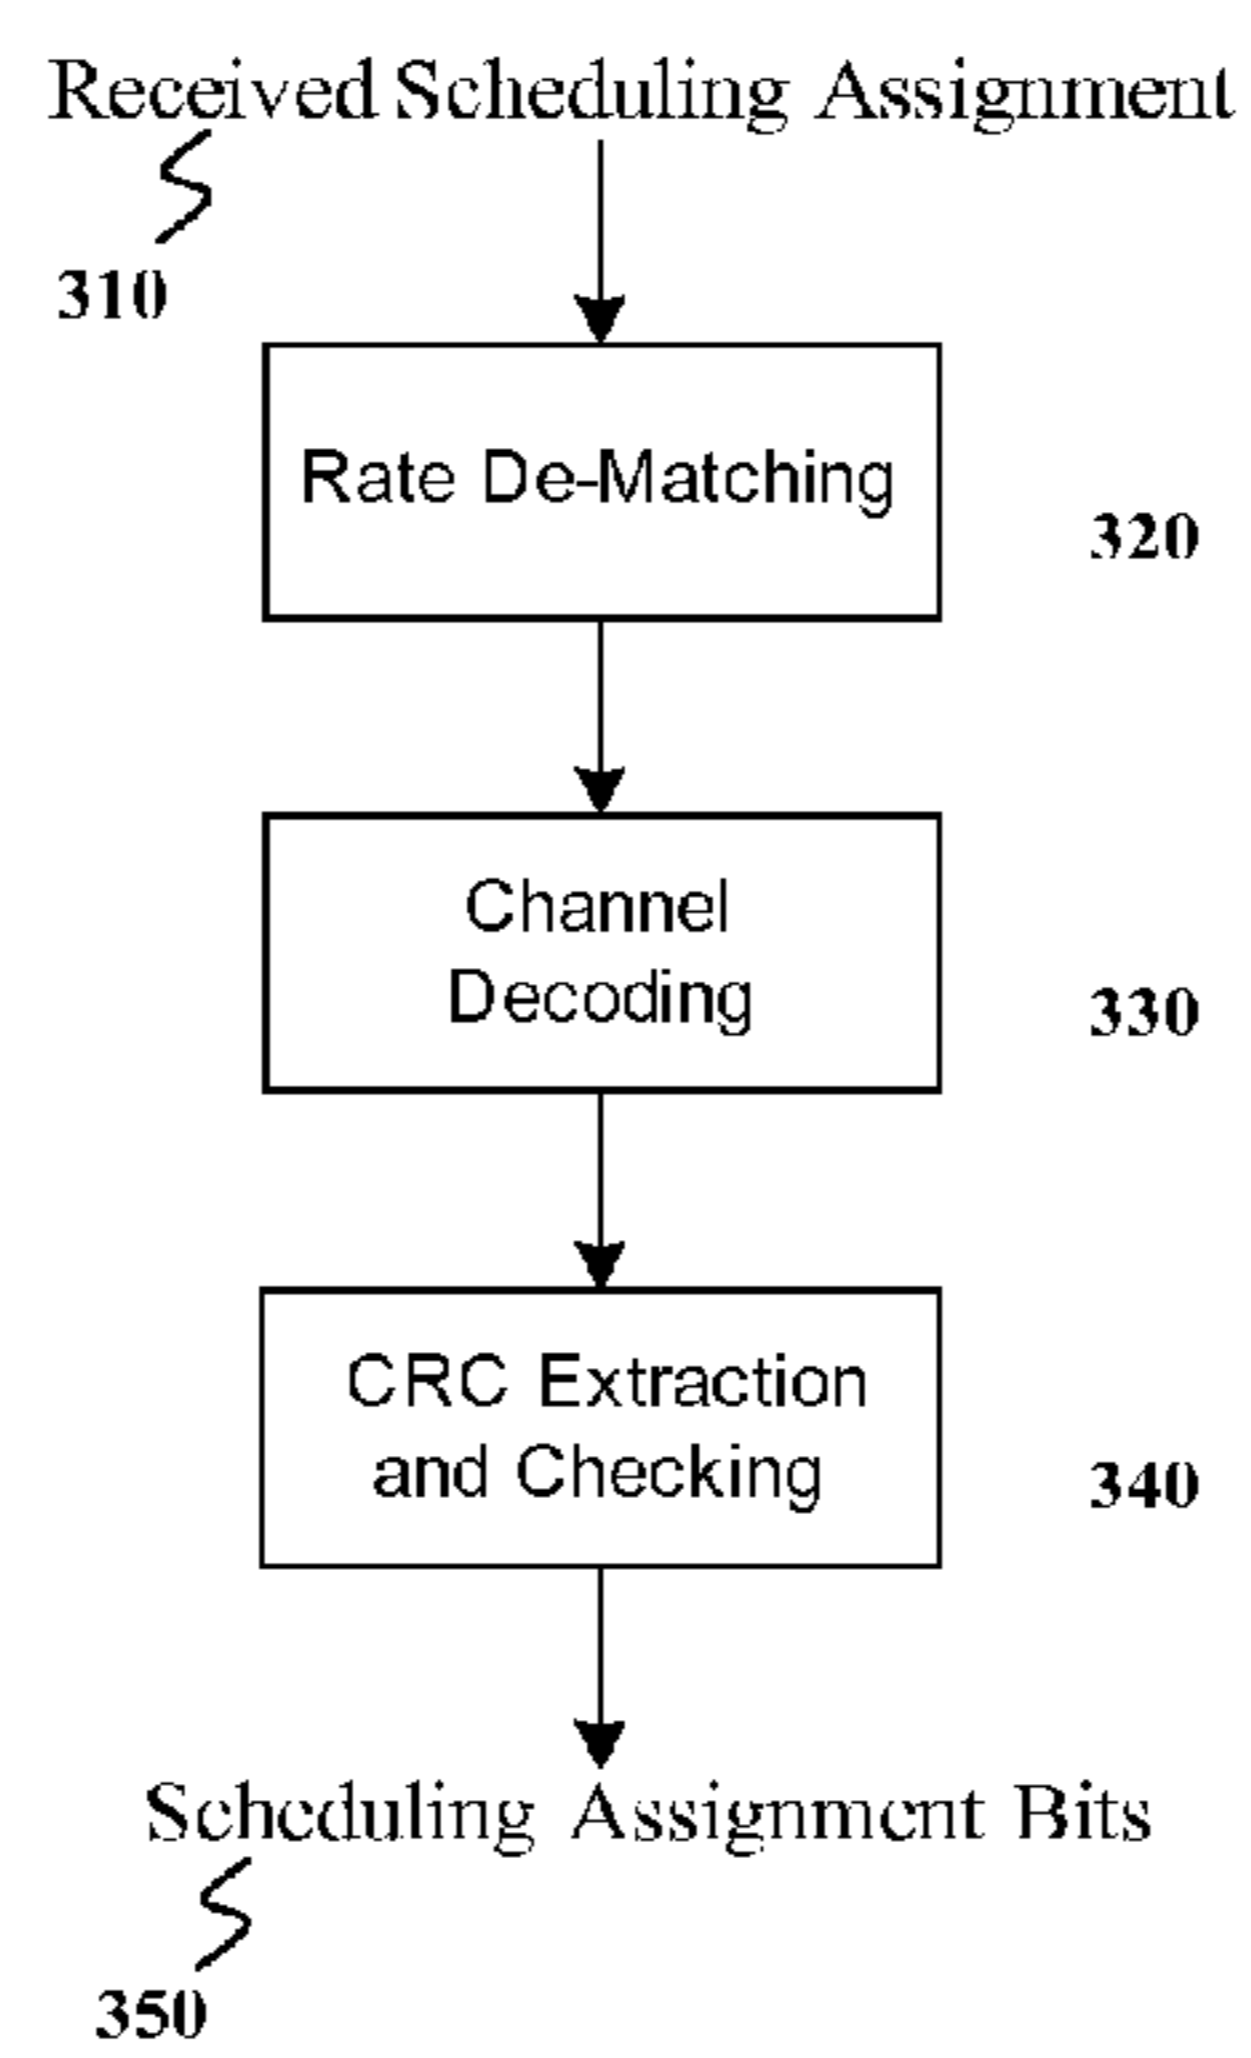 Received Scheduling Assignment
310
Rate De-Matching
320
Channel
Decoding
330
CRC Extraction
and Checking
340
Scheduling Assignment Bits
350